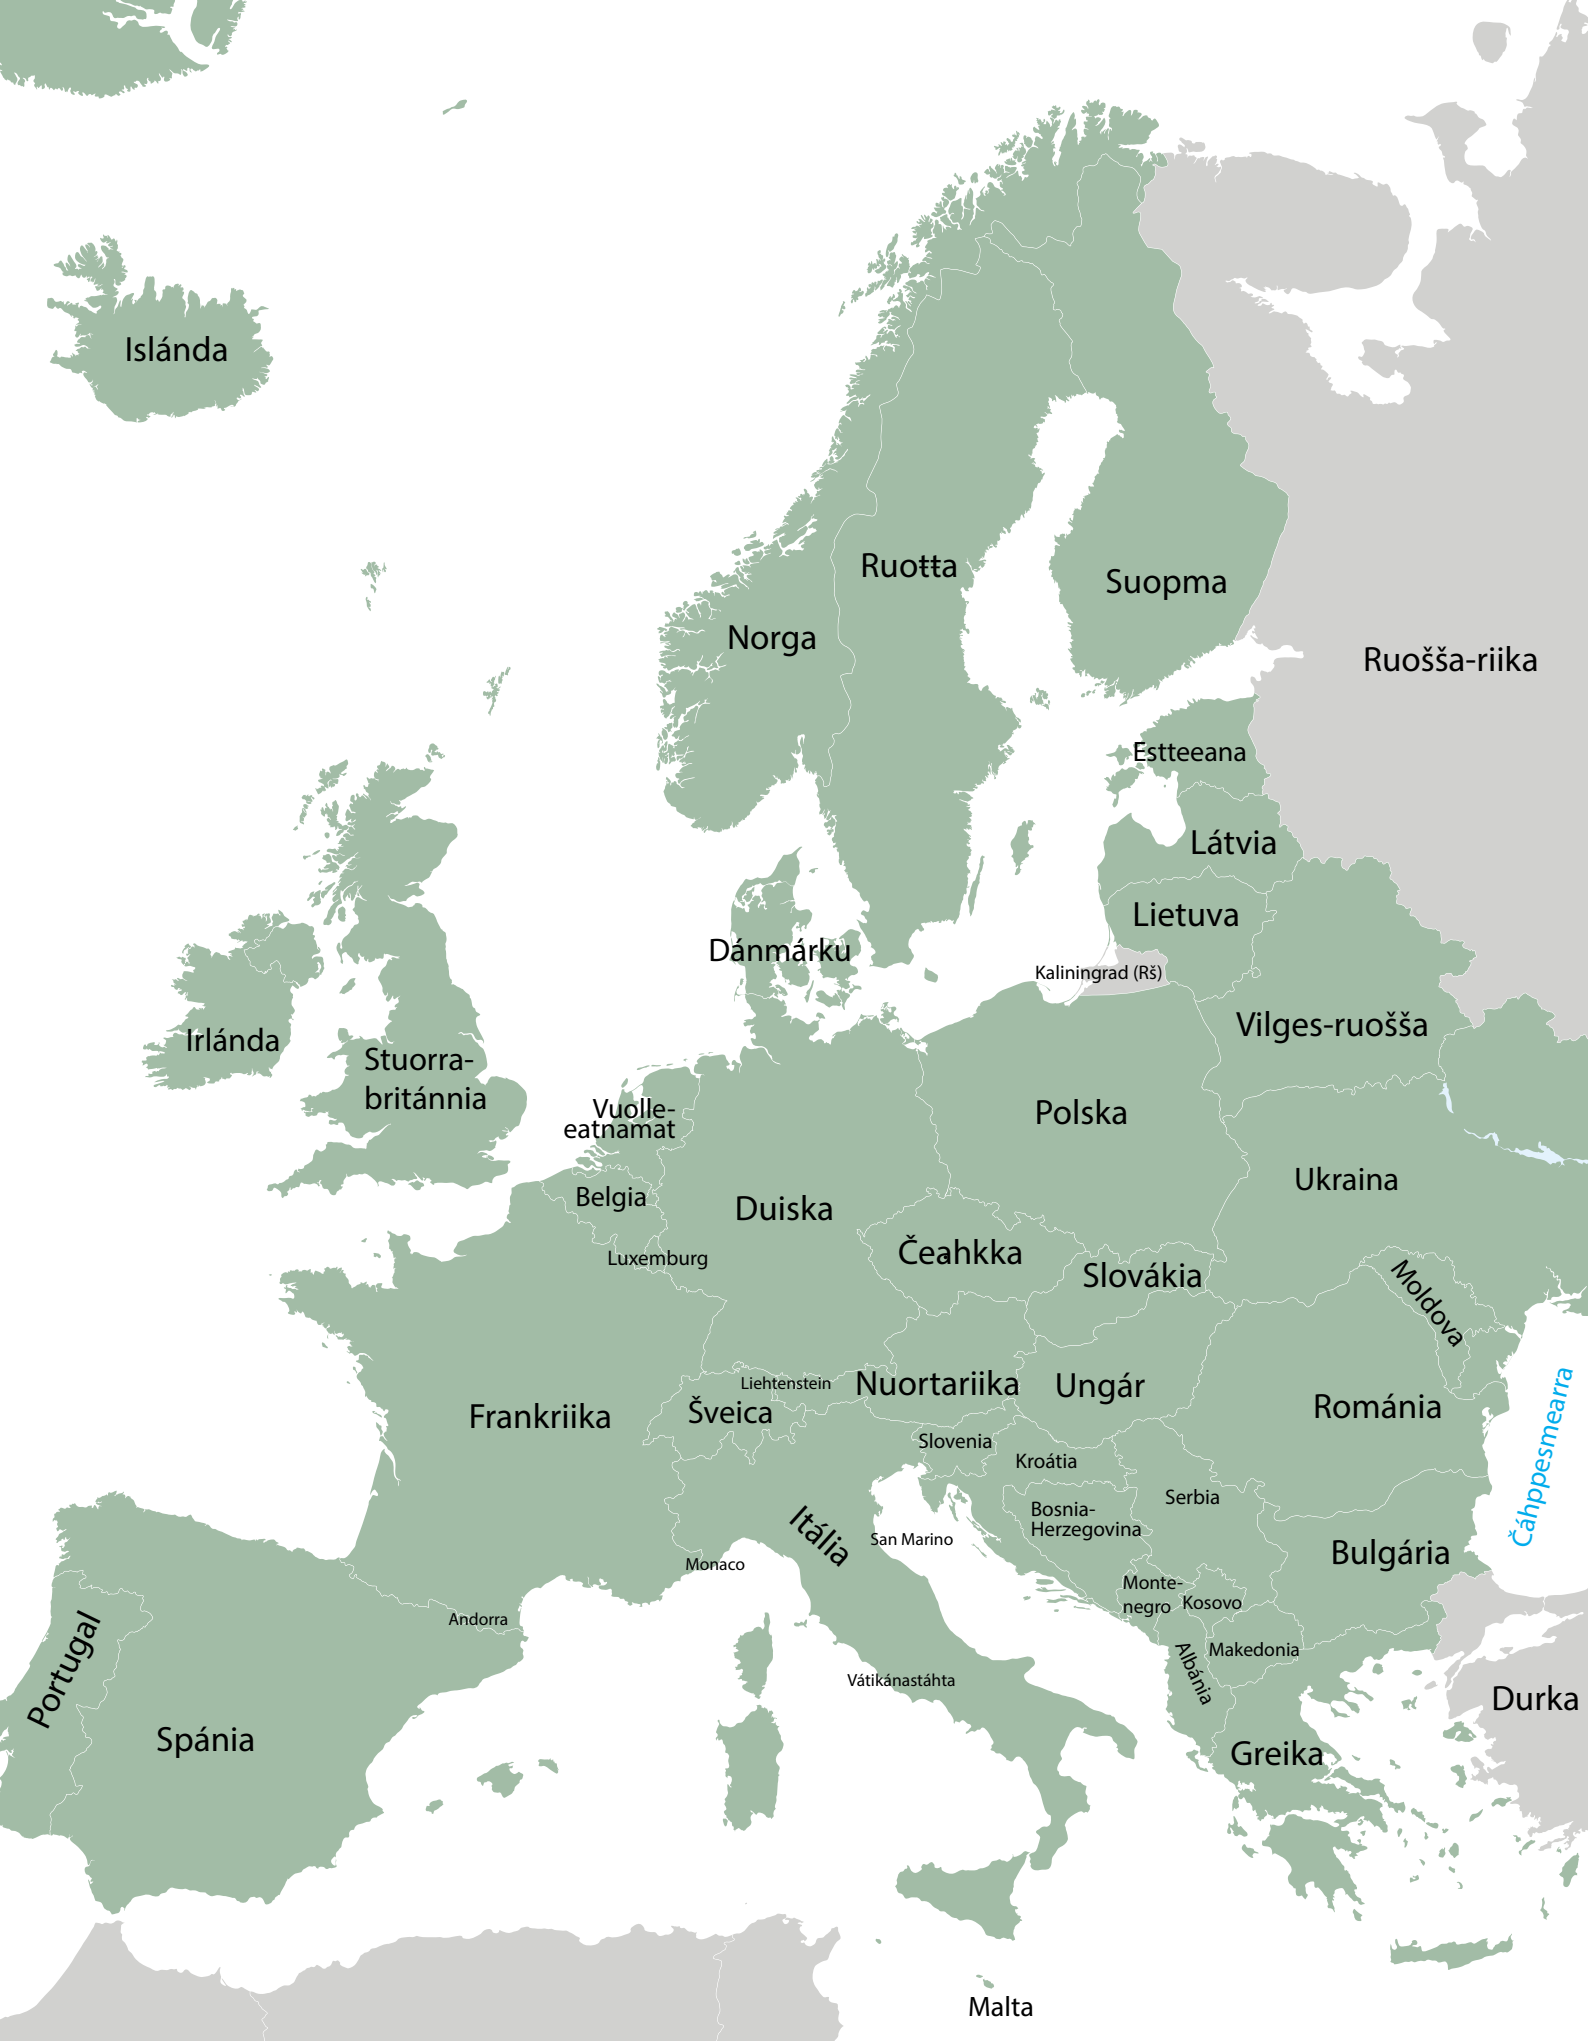 Islánda
Ruoŧŧa
Suopma
Norga
Ruošša-riika
Estteeana
Látvia
Lietuva
Dánmárku
Kaliningrad (Rš)
Vilges-ruošša
Irlánda
Stuorra-
británnia
Vuolle-
eatnamat
Polska
Ukraina
Belgia
Duiska
Čeahkka
Luxemburg
Slovákia
Moldova
Liehtenstein
Nuortariika
Ungár
Šveica
Frankriika
Románia
Čáhppesmearra
Slovenia
Kroátia
Serbia
Bosnia-
Herzegovina
Itália
San Marino
Bulgária
Monaco
Monte-
negro
Kosovo
Andorra
Portugal
Makedonia
Albánia
Vátikánastáhta
Durka
Spánia
Greika
Malta